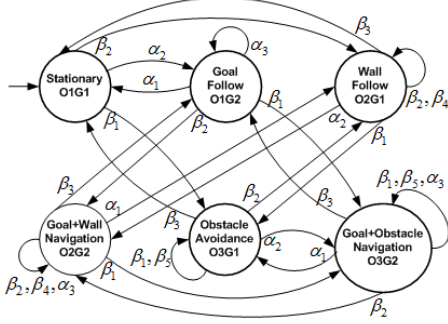 β₃
β₂
α₂
α₃
Stationary
O1G1
Goal
Follow
O1G2
Wall
Follow
O2G1
α₁
β₂, β₄
β₁
β₂
β₁
α₂
β₁
β₃
α₁
β₃
β₂
β₃
β₁, β₅, α₃
Goal+Wall
Navigation
O2G2
Obstacle
Avoidance
O3G1
Goal+Obstacle
Navigation
O3G2
β₁
β₁, β₅
α₂
α₁
β₂, β₄, α₃
β₂